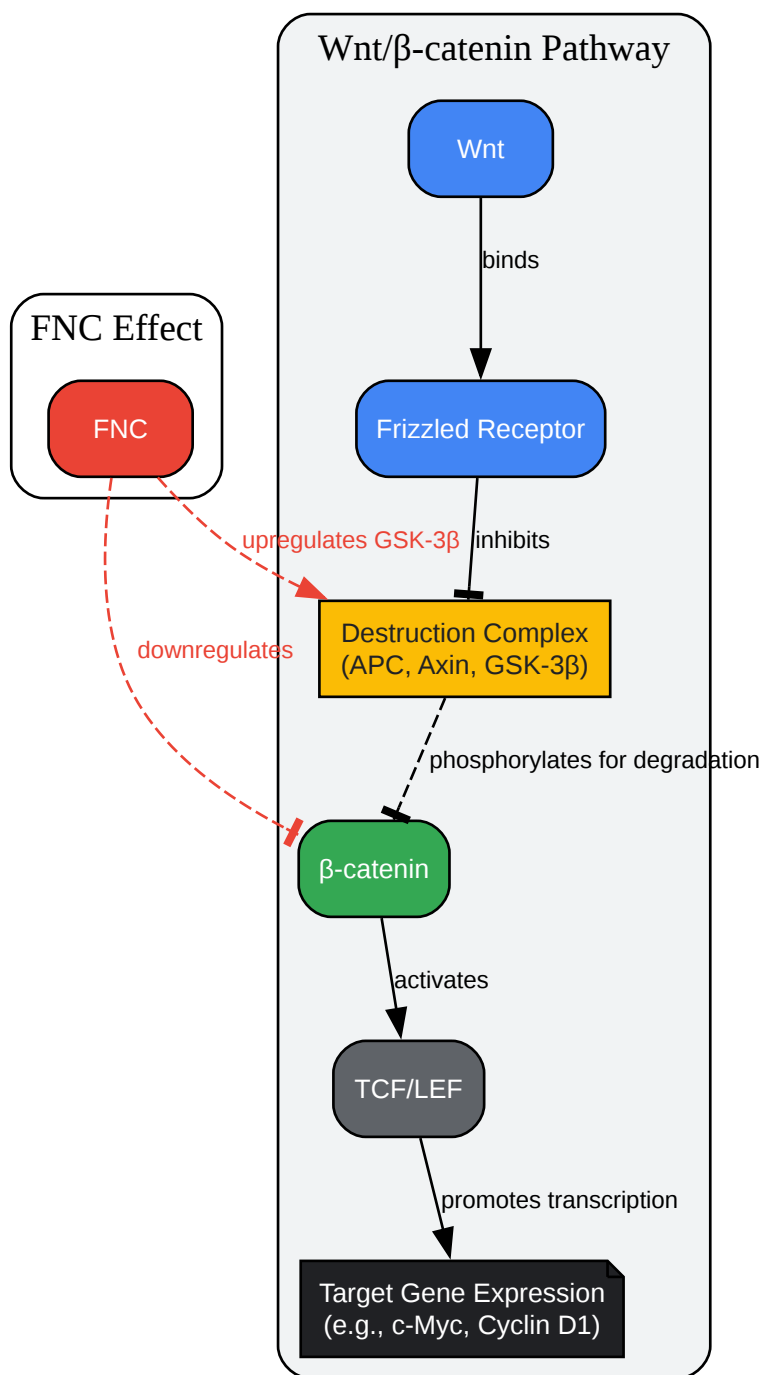 Wnt/β-catenin Pathway
Wnt
binds
FNC Effect
FNC
Frizzled Receptor
upregulates GSK-3β
inhibits
Destruction Complex
(APC, Axin, GSK-3β)
downregulates
phosphorylates for degradation
β-catenin
activates
TCF/LEF
promotes transcription
Target Gene Expression
(e.g., c-Myc, Cyclin D1)